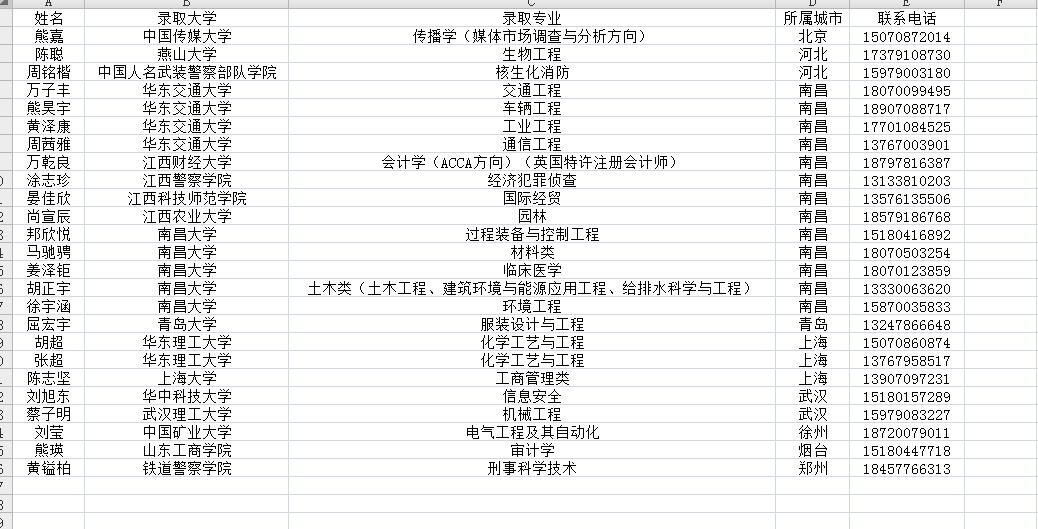 A B C D E F
姓名 录取大学 录取专业 所属城市 联系电话
熊嘉 中国传媒大学 传播学（媒体市场调查与分析方向） 北京 15070872014
陈聪 燕山大学 生物工程 河北 17379108730
周铭楷 中国人名武装警察部队学院 核生化消防 河北 15979003180
万子丰 华东交通大学 交通工程 南昌 18070099495
熊昊宇 华东交通大学 车辆工程 南昌 18907088717
黄泽康 华东交通大学 工业工程 南昌 17701084525
周茜雅 华东交通大学 通信工程 南昌 13767003901
万乾良 江西财经大学 会计学（ACCA方向）（英国特许注册会计师） 南昌 18797816387
涂志珍 江西警察学院 经济犯罪侦查 南昌 13133810203
晏佳欣 江西科技师范学院 国际经贸 南昌 13576135506
尚宣辰 江西农业大学 园林 南昌 18579186768
邦欣悦 南昌大学 过程装备与控制工程 南昌 15180416892
马驰骋 南昌大学 材料类 南昌 18070503254
姜泽钜 南昌大学 临床医学 南昌 18070123859
胡正宇 南昌大学 土木类（土木工程、建筑环境与能源应用工程、给排水科学与工程） 南昌 13330063620
徐宇涵 南昌大学 环境工程 南昌 15870035833
屈宏宇 青岛大学 服装设计与工程 青岛 13247866648
胡超 华东理工大学 化学工艺与工程 上海 15070860874
张超 华东理工大学 化学工艺与工程 上海 13767958517
陈志坚 上海大学 工商管理类 上海 13907097231
刘旭东 华中科技大学 信息安全 武汉 15180157289
蔡子明 武汉理工大学 机械工程 武汉 15979083227
刘莹 中国矿业大学 电气工程及其自动化 徐州 18720079011
熊瑛 山东工商学院 审计学 烟台 15180447718
黄镒柏 铁道警察学院 刑事科学技术 郑州 18457766313